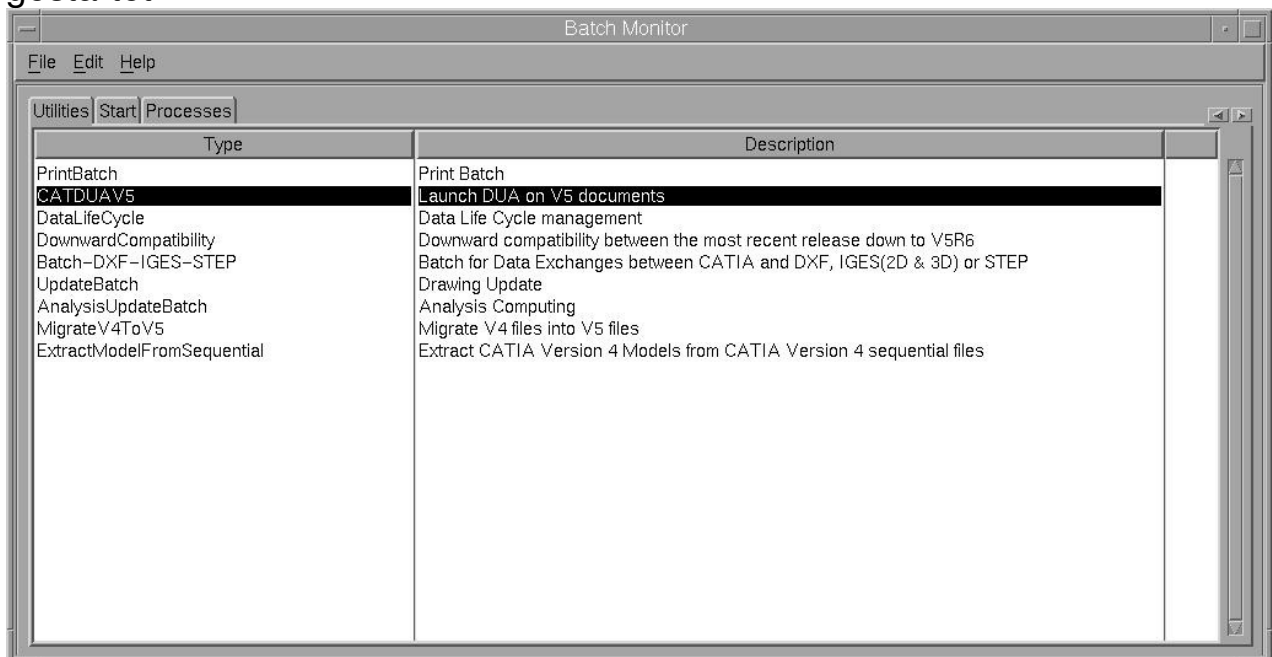 Batch Monitor
File Edit Help
Utilities Start Processes
Type Description
PrintBatch Print Batch
CATDUAV5 Launch DUA on V5 documents
DataLifeCycle Data Life Cycle management
DownwardCompatibility Downward compatibility between the most recent release down to V5R6
Batch-DXF-IGES-STEP Batch for Data Exchanges between CATIA and DXF, IGES(2D & 3D) or STEP
UpdateBatch Drawing Update
AnalysisUpdateBatch Analysis Computing
MigrateV4ToV5 Migrate V4 files into V5 files
ExtractModelFromSequential Extract CATIA Version 4 Models from CATIA Version 4 sequential files